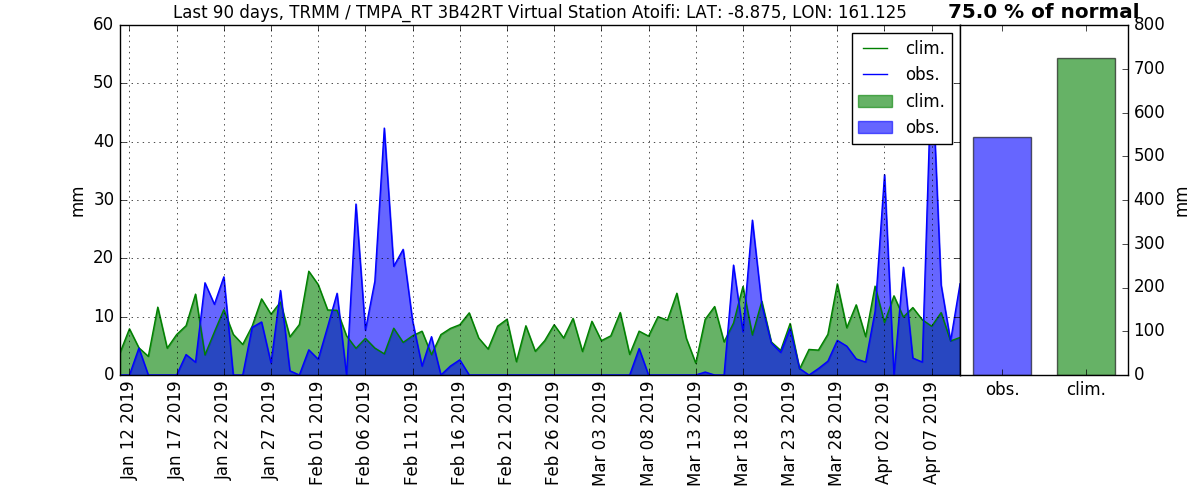 Last 90 days, TRMM / TMPA_RT 3B42RT Virtual Station Atoifi: LAT: -8.875, LON: 161.125
75.0 % of normal
60
50
40
30
20
10
0
mm
clim.
obs.
clim.
obs.
800
700
600
500
400
300
200
100
0
mm
obs.
clim.
Jan 12 2019
Jan 17 2019
Jan 22 2019
Jan 27 2019
Feb 01 2019
Feb 06 2019
Feb 11 2019
Feb 16 2019
Feb 21 2019
Feb 26 2019
Mar 03 2019
Mar 08 2019
Mar 13 2019
Mar 18 2019
Mar 23 2019
Mar 28 2019
Apr 02 2019
Apr 07 2019